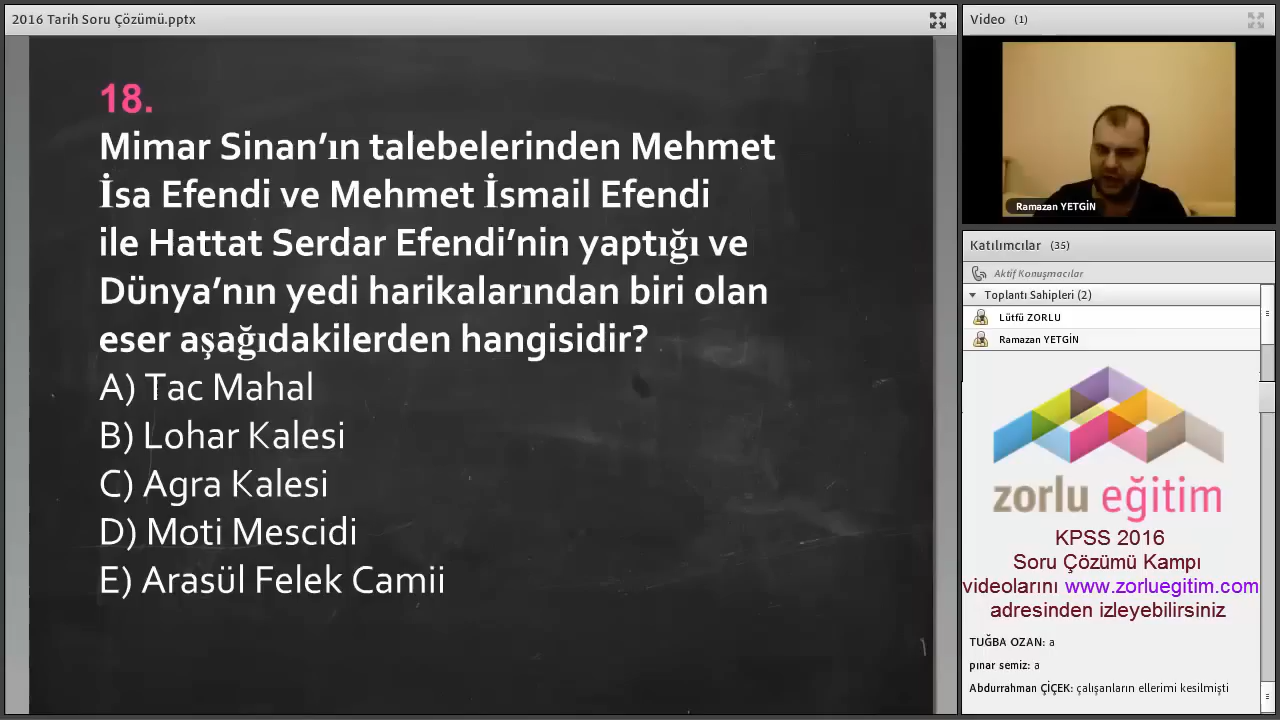 2016 Tarih Soru Çözümü.pptx
18.
Mimar Sinan’ın talebelerinden Mehmet
İsa Efendi ve Mehmet İsmail Efendi
ile Hattat Serdar Efendi’nin yaptığı ve
Dünya’nın yedi harikalarından biri olan
eser aşağıdakilerden hangisidir?
A) Tac Mahal
B) Lohar Kalesi
C) Agra Kalesi
D) Moti Mescidi
E) Arasül Felek Camii
Video (1)
Ramazan YETGİN
Katılımcılar (35)
Aktif Konuşmacılar
Toplantı Sahipleri (2)
Lütfü ZORLU
Ramazan YETGİN
zorlu eğitim
KPSS 2016
Soru Çözümü Kampı
videolarını www.zorluegitim.com
adresinden izleyebilirsiniz
TUĞBA OZAN: a
pınar semiz: a
Abdurrahman ÇİÇEK: çalışanların ellerimi kesilmişti